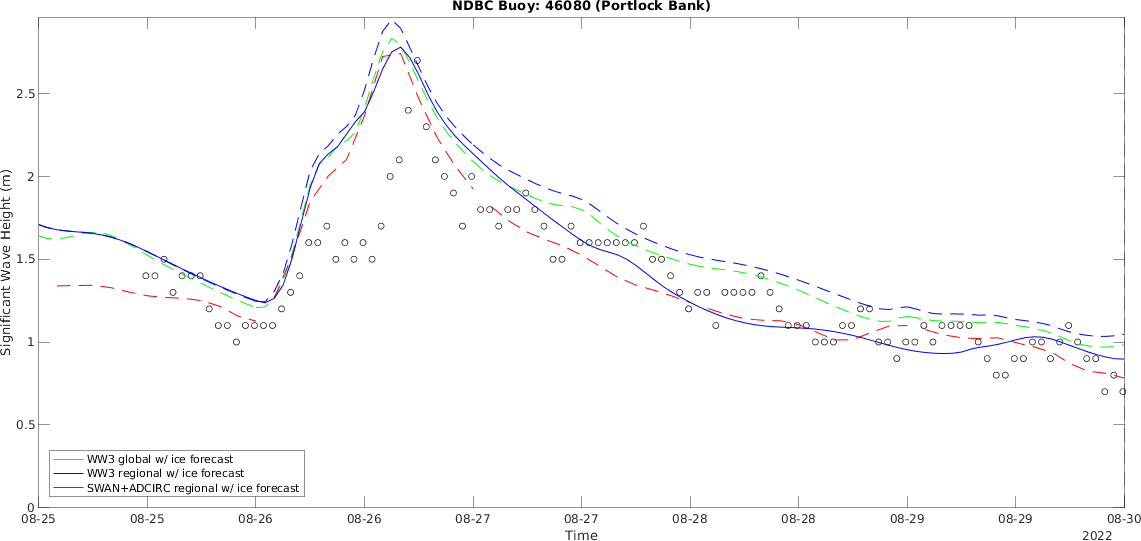 NDBC Buoy: 46080 (Portlock Bank)
Significant Wave Height (m)
2.5
2
1.5
1
0.5
0
WW3 global w/ ice forecast
WW3 regional w/ ice forecast
SWAN+ADCIRC regional w/ ice forecast
08-25 08-25 08-26 08-26 08-27 08-27 08-28 08-28 08-29 08-29 08-30
Time
2022